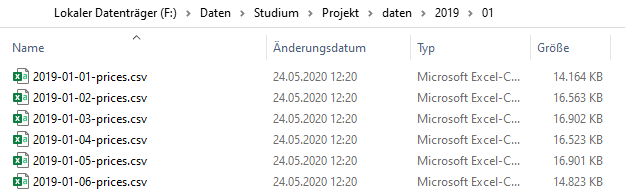 Lokaler Datenträger (F:) > Daten > Studium > Projekt > daten > 2019 > 01
Name Änderungsdatum Typ Größe
2019-01-01-prices.csv 24.05.2020 12:20 Microsoft Excel-C... 14.164 KB
2019-01-02-prices.csv 24.05.2020 12:20 Microsoft Excel-C... 16.563 KB
2019-01-03-prices.csv 24.05.2020 12:20 Microsoft Excel-C... 16.902 KB
2019-01-04-prices.csv 24.05.2020 12:20 Microsoft Excel-C... 16.523 KB
2019-01-05-prices.csv 24.05.2020 12:20 Microsoft Excel-C... 16.901 KB
2019-01-06-prices.csv 24.05.2020 12:20 Microsoft Excel-C... 14.823 KB